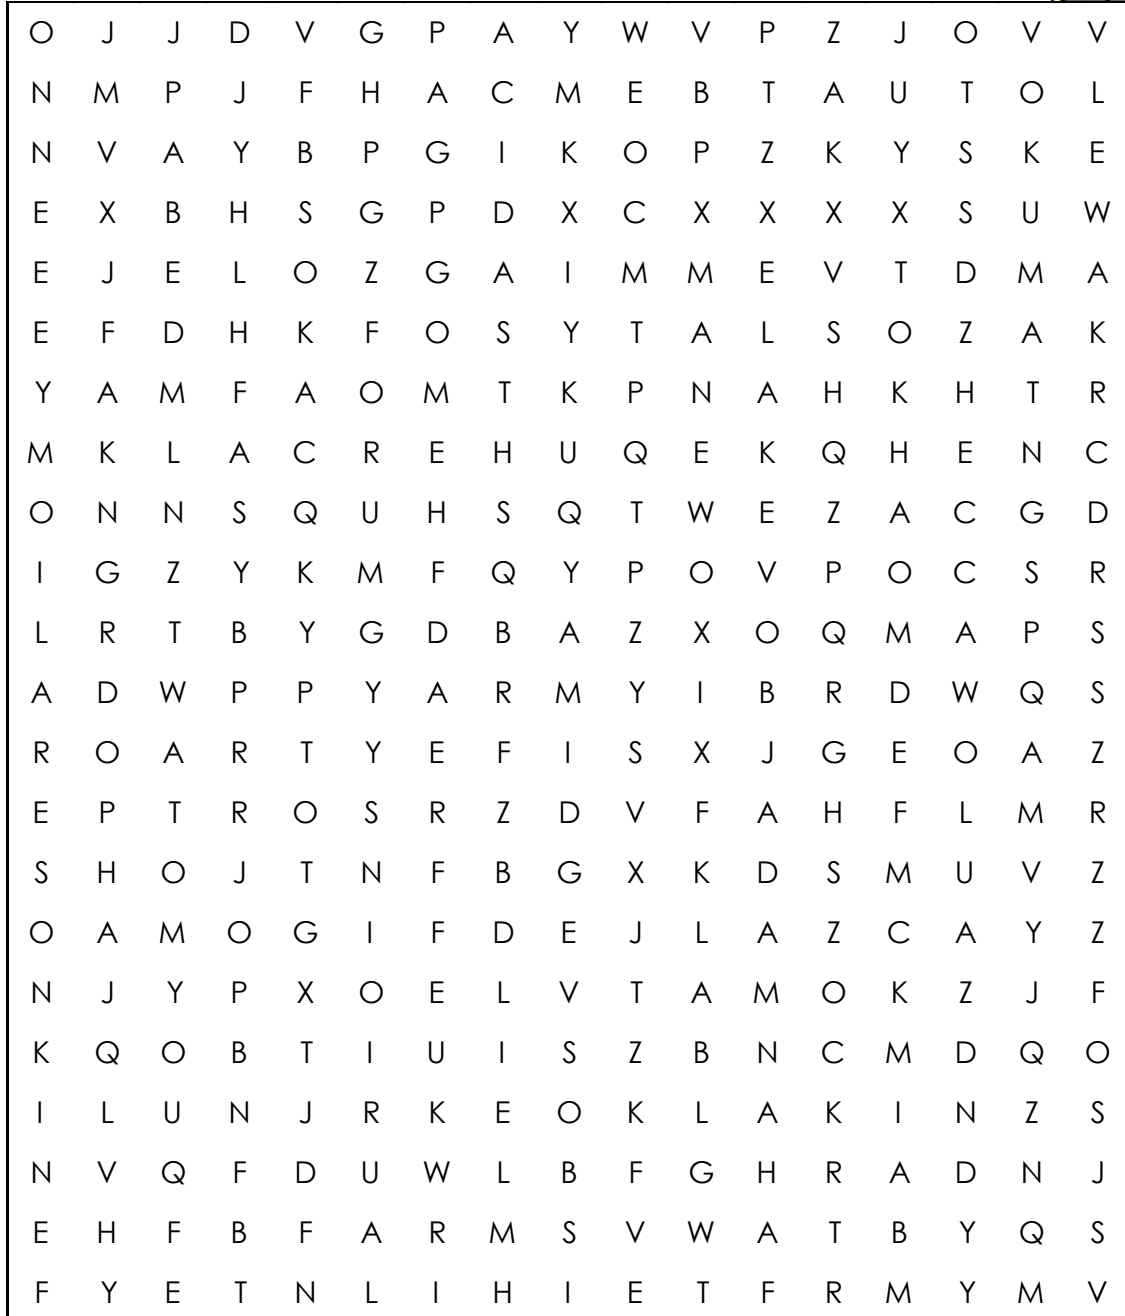 O J J D V G P A Y W V P Z J O V V
N M P J F H A C M E B T A U T O L
N V A Y B P G I K O P Z K Y S K E
E X B H S G P D X C X X X X S U W
E J E L O Z G A I M M E V T D M A
E F D H K F O S Y T A L S O Z A K
Y A M F A O M T K P N A H K H T R
M K L A C R E H U Q E K Q H E N C
O N N S Q U H S Q T W E Z A C G D
I G Z Y K M F Q Y P O V P O C S R
L R T B Y G D B A Z X O Q M A P S
A D W P P Y A R M Y I B R D W Q S
R O A R T Y E F I S X J G E O A Z
E P T R O S R Z D V F A H F L M R
S H O J T N F B G X K D S M U V Z
O A M O G I F D E J L A Z C A Y Z
N J Y P X O E L V T A M O K Z J F
K Q O B T I U I S Z B N C M D Q O
I L U N J R K E O K L A K I N Z S
N V Q F D U W L B F G H R A D N J
E H F B F A R M S V W A T B Y Q S
F Y E T N L I H I E T F R M Y M V